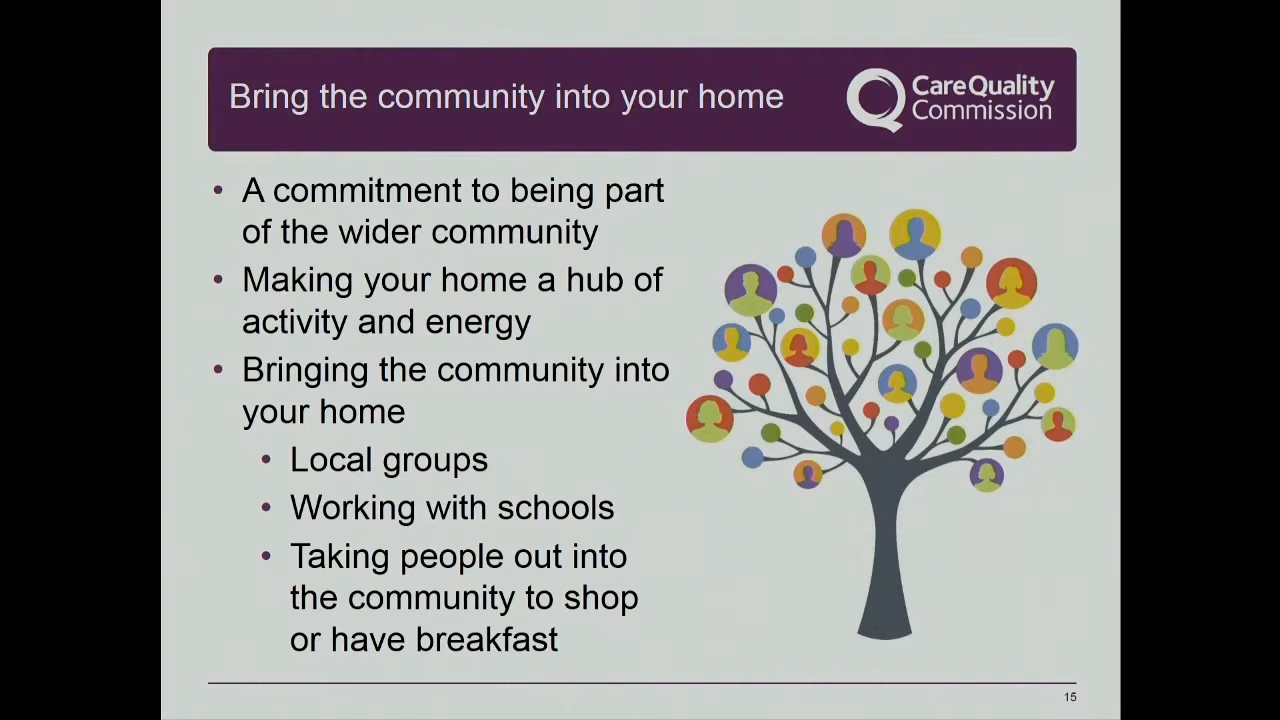 Bring the community into your home
CareQuality
Commission
• A commitment to being part
of the wider community
• Making your home a hub of
activity and energy
• Bringing the community into
your home
• Local groups
• Working with schools
• Taking people out into
the community to shop
or have breakfast
15